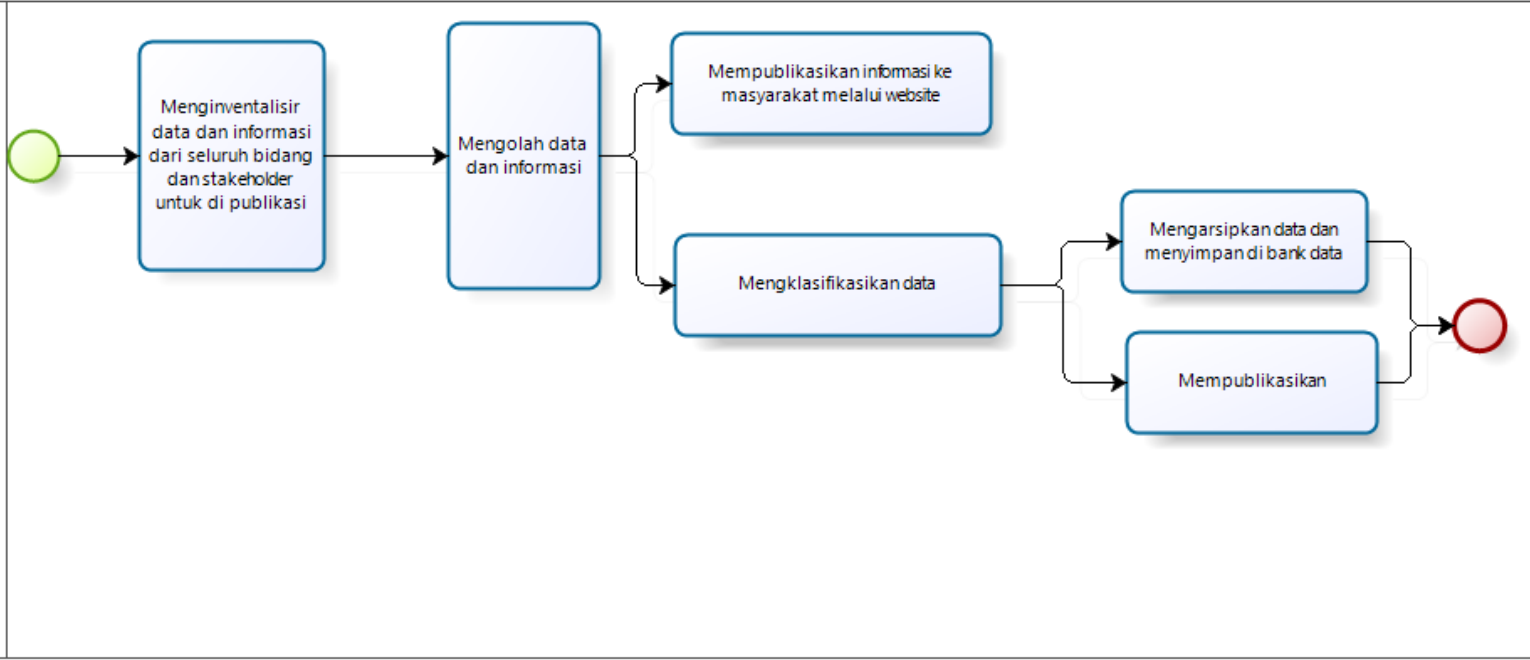 Menginventalisir
data dan informasi
dari seluruh bidang
dan stakeholder
untuk di publikasi
Mengolah data
dan informasi
Mempublikasikan informasi ke
masyarakat melalui website
Mengklasifikasikan data
Mengarsipkan data dan
menyimpan di bank data
Mempublikasikan